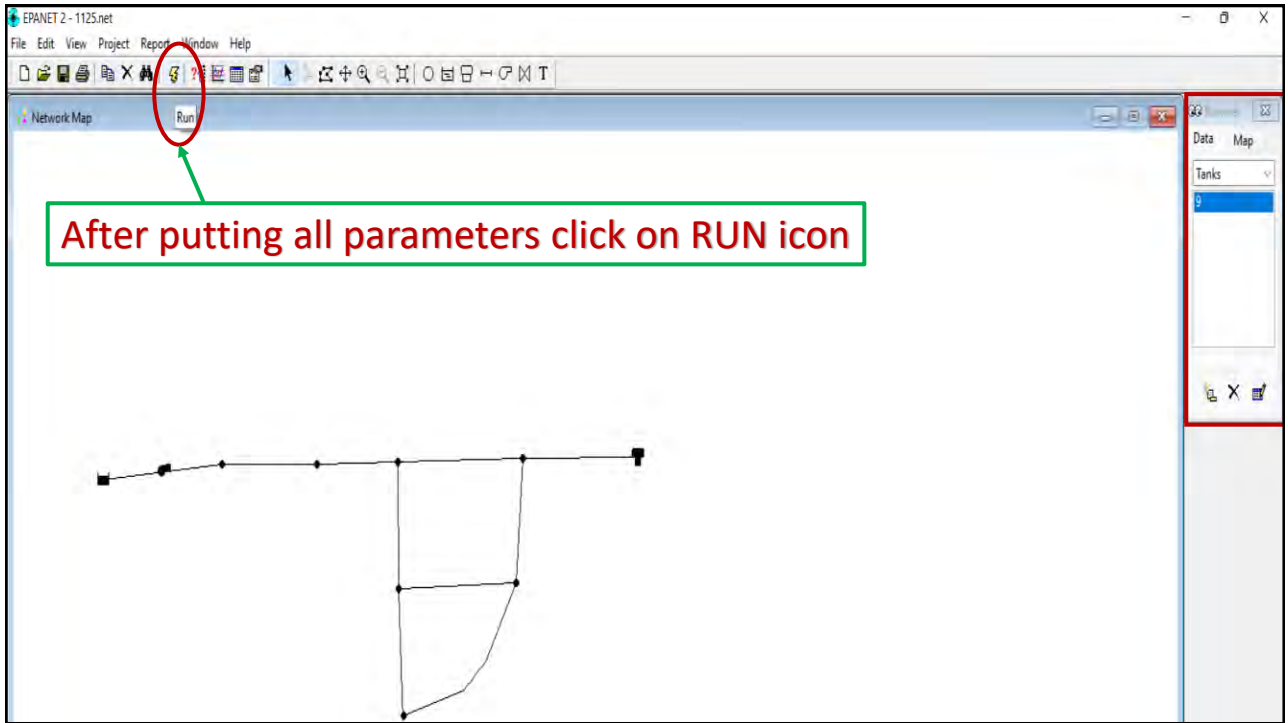 EPANET 2 - 1125.net
File Edit View Project Report Window Help
T
Network Map
Run
Data Map
Tanks
9
After putting all parameters click on RUN icon